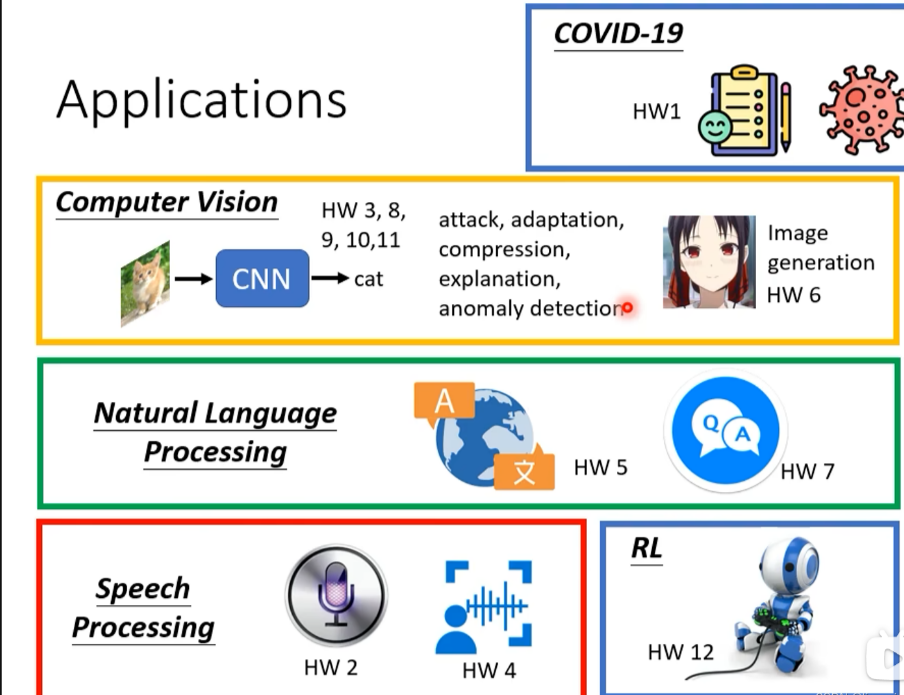 Applications
COVID-19
HW1
Computer Vision
HW 3, 8,
9, 10,11
CNN
cat
attack, adaptation,
compression,
explanation,
anomaly detection
Image
generation
HW 6
Natural Language
Processing
A
文
HW 5
Q
A
HW 7
Speech
Processing
HW 2
HW 4
RL
HW 12